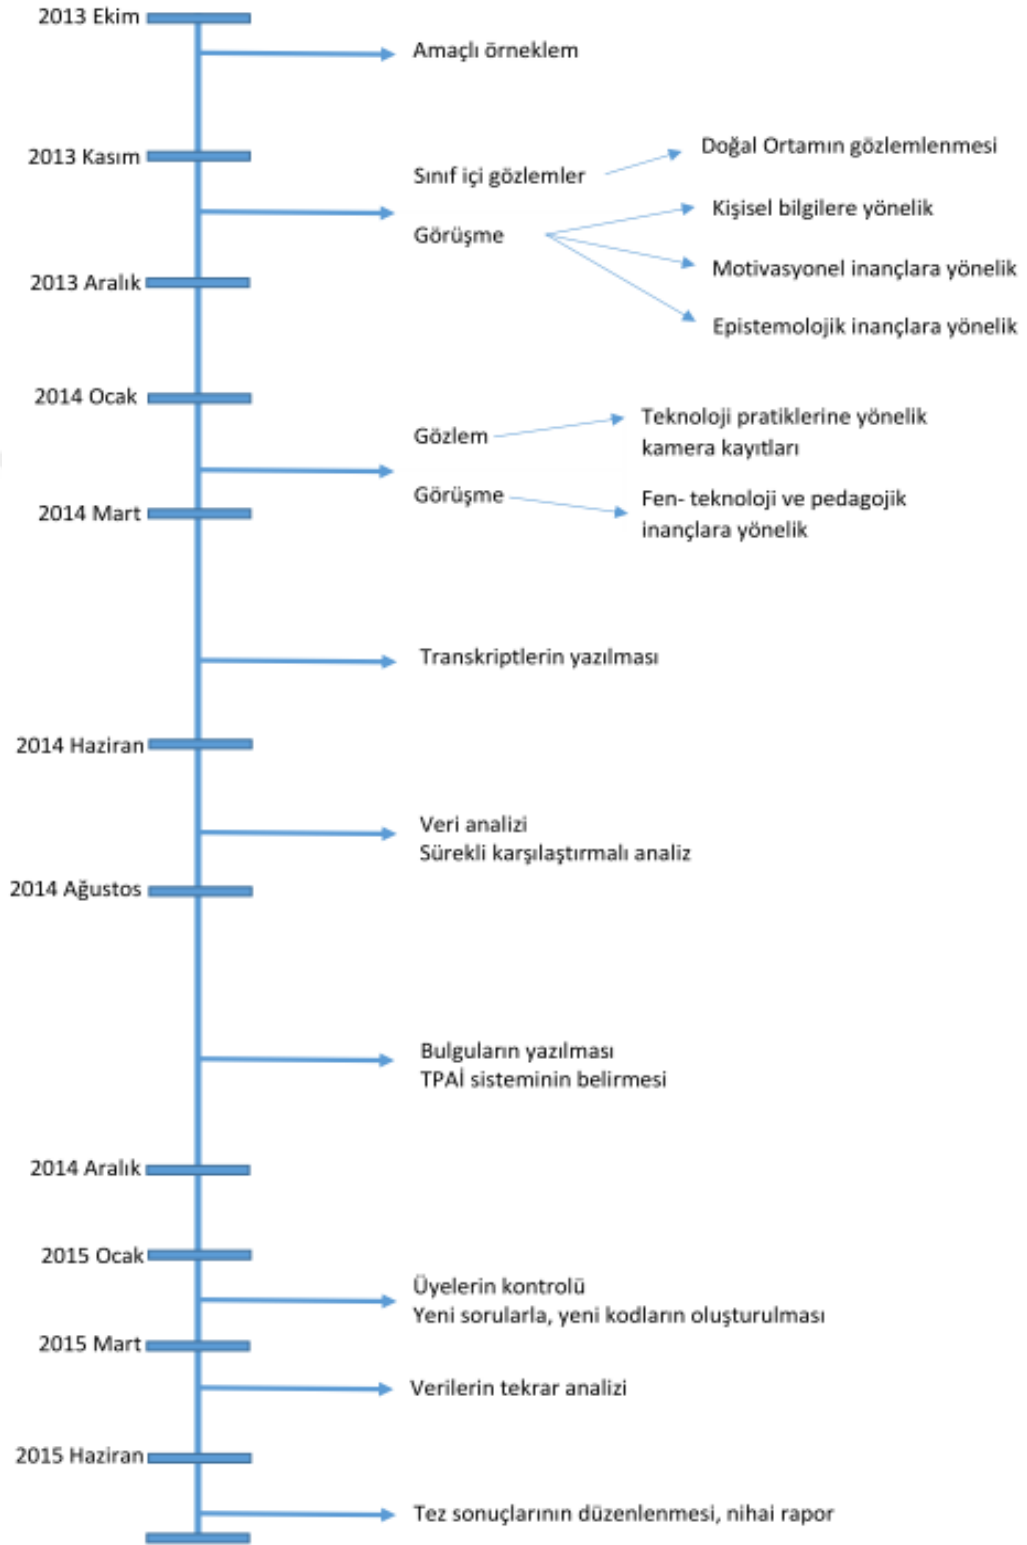 2013 Ekim
Amaçlı örneklem
2013 Kasım
Sınıf içi gözlemler
Doğal Ortamın gözlemlenmesi
Görüşme
Kişisel bilgilere yönelik
Motivasyonel inançlara yönelik
Epistemolojik inançlara yönelik
2013 Aralık
2014 Ocak
Gözlem
Teknoloji pratiklerine yönelik
kamera kayıtları
Görüşme
Fen- teknoloji ve pedagojik
inançlara yönelik
2014 Mart
Transkriptlerin yazılması
2014 Haziran
Veri analizi
Sürekli karşılaştırmalı analiz
2014 Ağustos
Bulguların yazılması
TPAİ sisteminin belirmesi
2014 Aralık
2015 Ocak
Üyelerin kontrolü
Yeni sorularla, yeni kodların oluşturulması
2015 Mart
Verilerin tekrar analizi
2015 Haziran
Tez sonuçlarının düzenlenmesi, nihai rapor